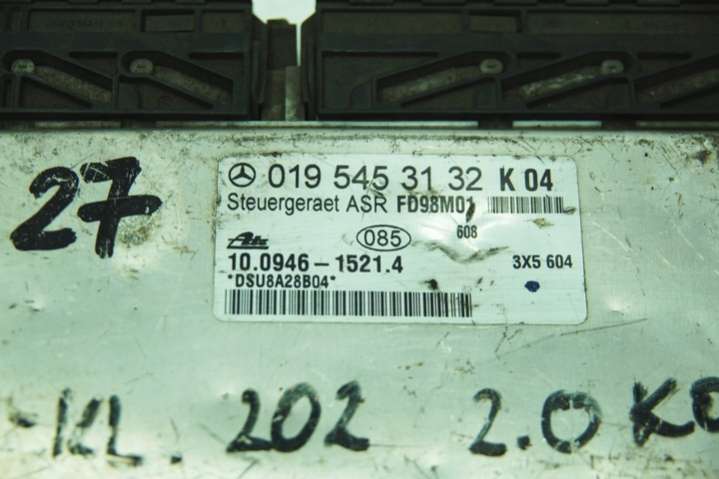 27
019 545 31 32 K 04
Steuergeraet ASR FD98M01
Ate 085 608
10.0946-1521.4 3X5 604
*DSU8A28B04*
-KL. 202 2.0 KO